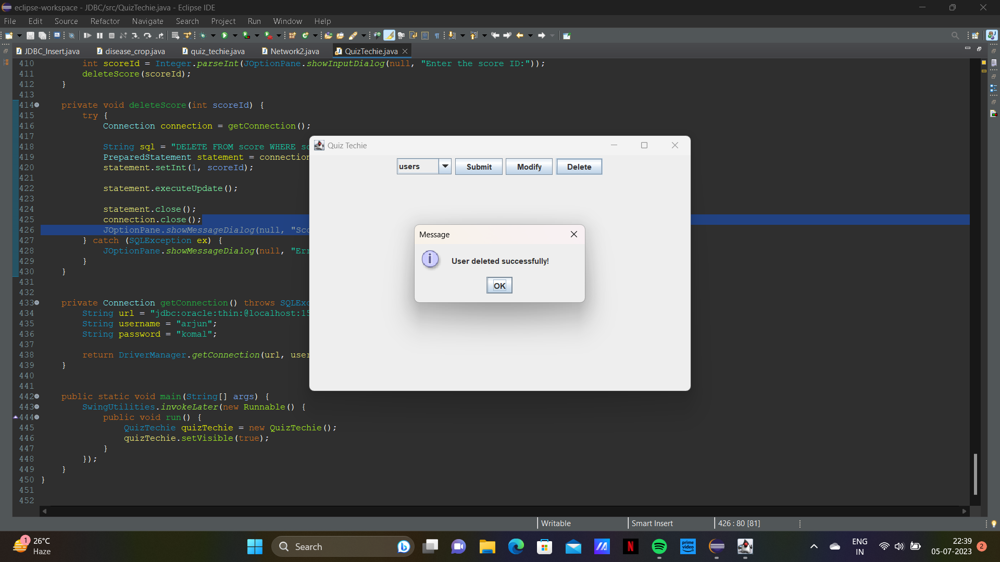 eclipse-workspace - JDBC/src/QuizTechie.java - Eclipse IDE
File Edit Source Refactor Navigate Search Project Run Window Help
JDBC_Insert.java disease_crop.java quiz_techie.java Network2.java QuizTechie.java
410 int scoreId = Integer.parseInt(JOptionPane.showInputDialog(null, "Enter the score ID:"));
411 deleteScore(scoreId);
412 }
413
414 private void deleteScore(int scoreId) {
415 try {
416 Connection connection = getConnection();
417
418 String sql = "DELETE FROM score WHERE sc
419 PreparedStatement statement = connection
420 statement.setInt(1, scoreId);
421
422 statement.executeUpdate();
423
424 statement.close();
425 connection.close();
426 JOptionPane.showMessageDialog(null, "Sco
427 } catch (SQLException ex) {
428 JOptionPane.showMessageDialog(null, "Err
429 }
430 }
431
432
433 private Connection getConnection() throws SQLExc
434 String url = "jdbc:oracle:thin:@localhost:15
435 String username = "arjun";
436 String password = "komal";
437
438 return DriverManager.getConnection(url, user
439 }
440
441
442 public static void main(String[] args) {
443 SwingUtilities.invokeLater(new Runnable() {
444 public void run() {
445 QuizTechie quizTechie = new QuizTechie();
446 quizTechie.setVisible(true);
447 }
448 });
449 }
450 }
451
452
Quiz Techie
users Submit Modify Delete
Message
User deleted successfully!
OK
Writable Smart Insert 426 : 80 [81]
1 26°C
Haze
Search
prime video
ENG
IN
22:39
05-07-2023
2